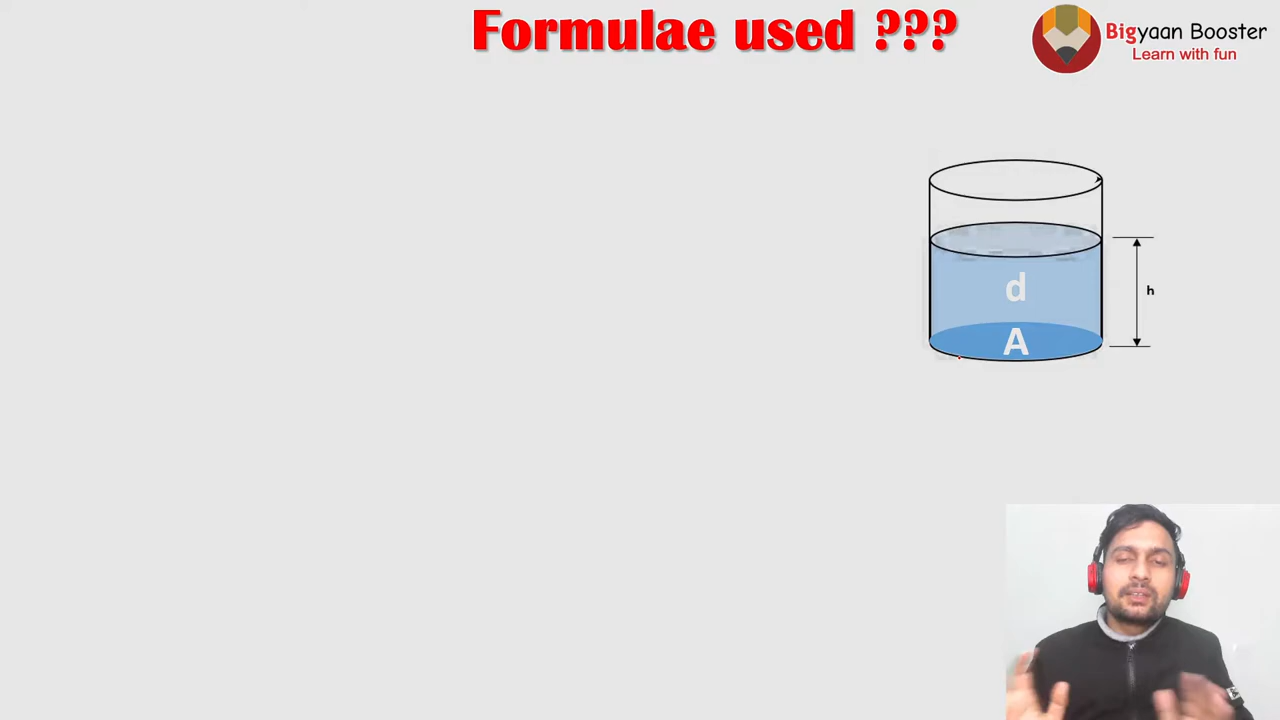 Formulae used ???
Bigyaan Booster
Learn with fun
d
h
A